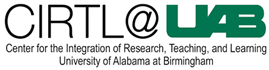 CIRTL@UAB
Center for the Integration of Research, Teaching, and Learning
University of Alabama at Birmingham